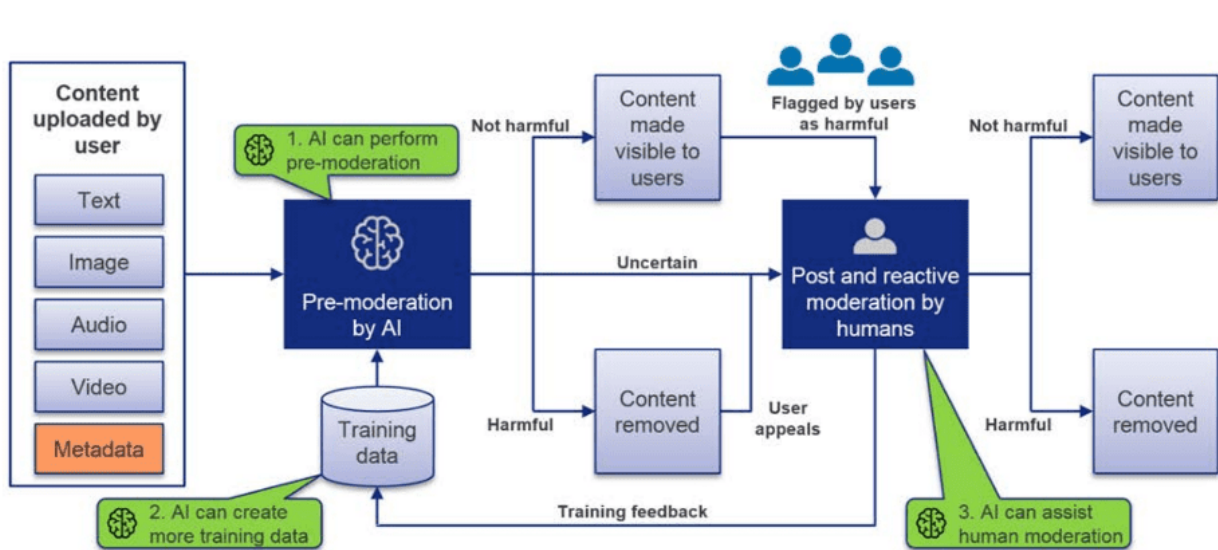 Content
uploaded by
user
Text
Image
Audio
Video
Metadata
1. AI can perform
pre-moderation
Pre-moderation
by AI
Training
data
2. AI can create
more training data
Not harmful
Content
made
visible to
users
Flagged by users
as harmful
Uncertain
Harmful
Content
removed
User
appeals
Training feedback
Post and reactive
moderation by
humans
3. AI can assist
human moderation
Not harmful
Content
made
visible to
users
Harmful
Content
removed